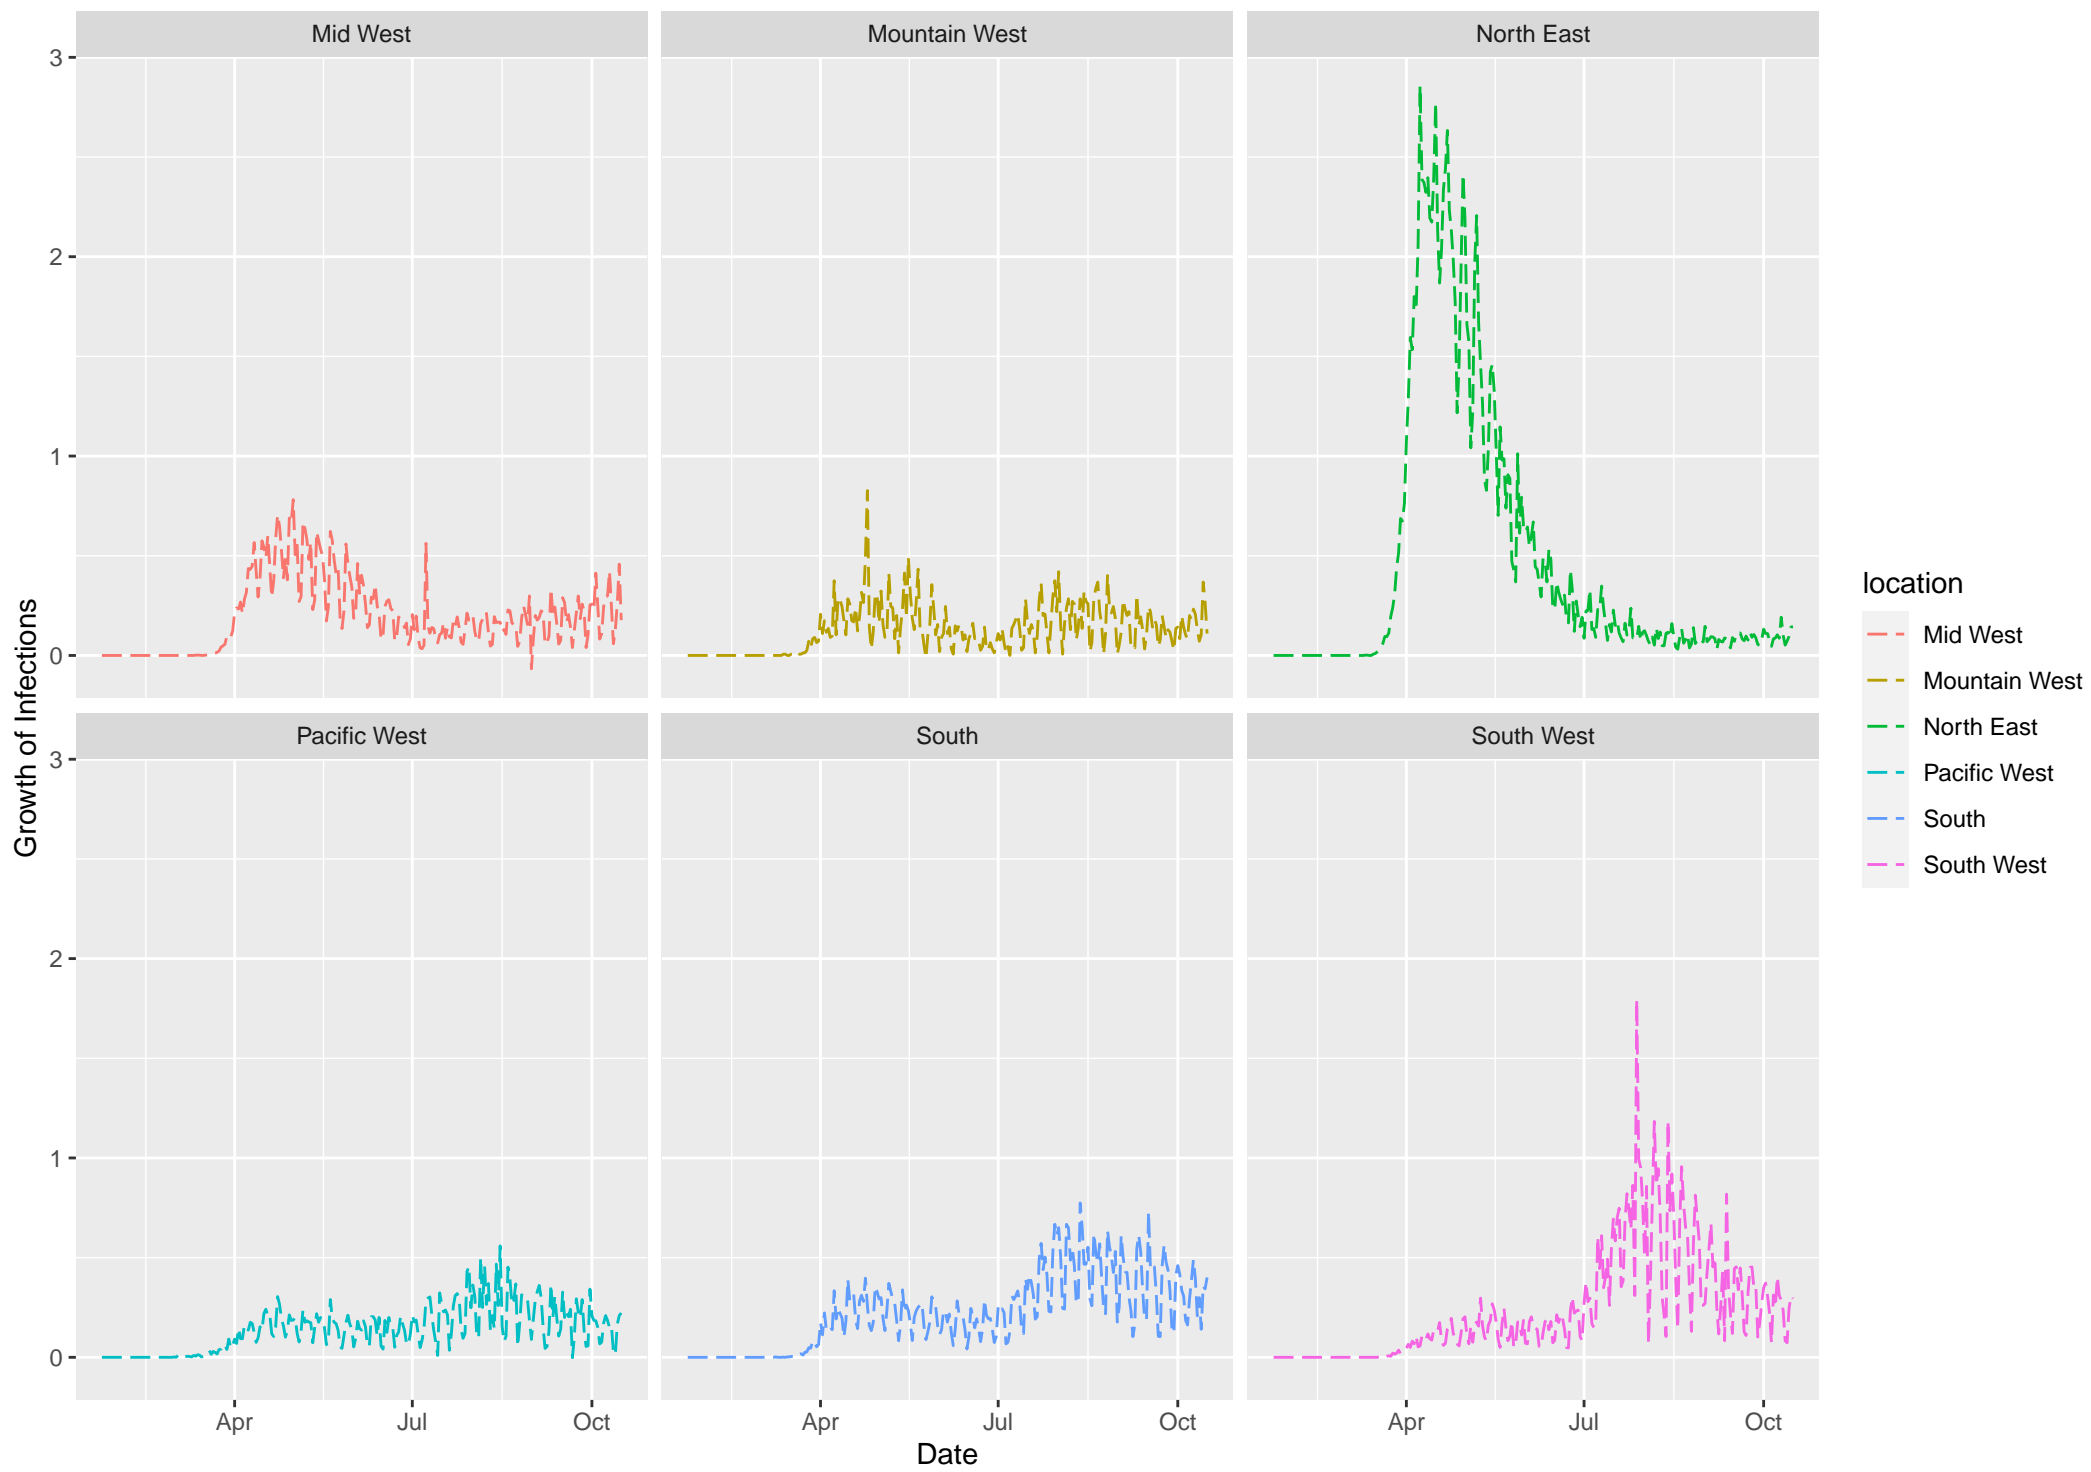 Mid West
Mountain West
North East
3
2
1
0
Growth of Infections
Pacific West
South
South West
3
2
1
0
Apr
Jul
Oct
Apr
Jul
Oct
Apr
Jul
Oct
Date
location
Mid West
Mountain West
North East
Pacific West
South
South West